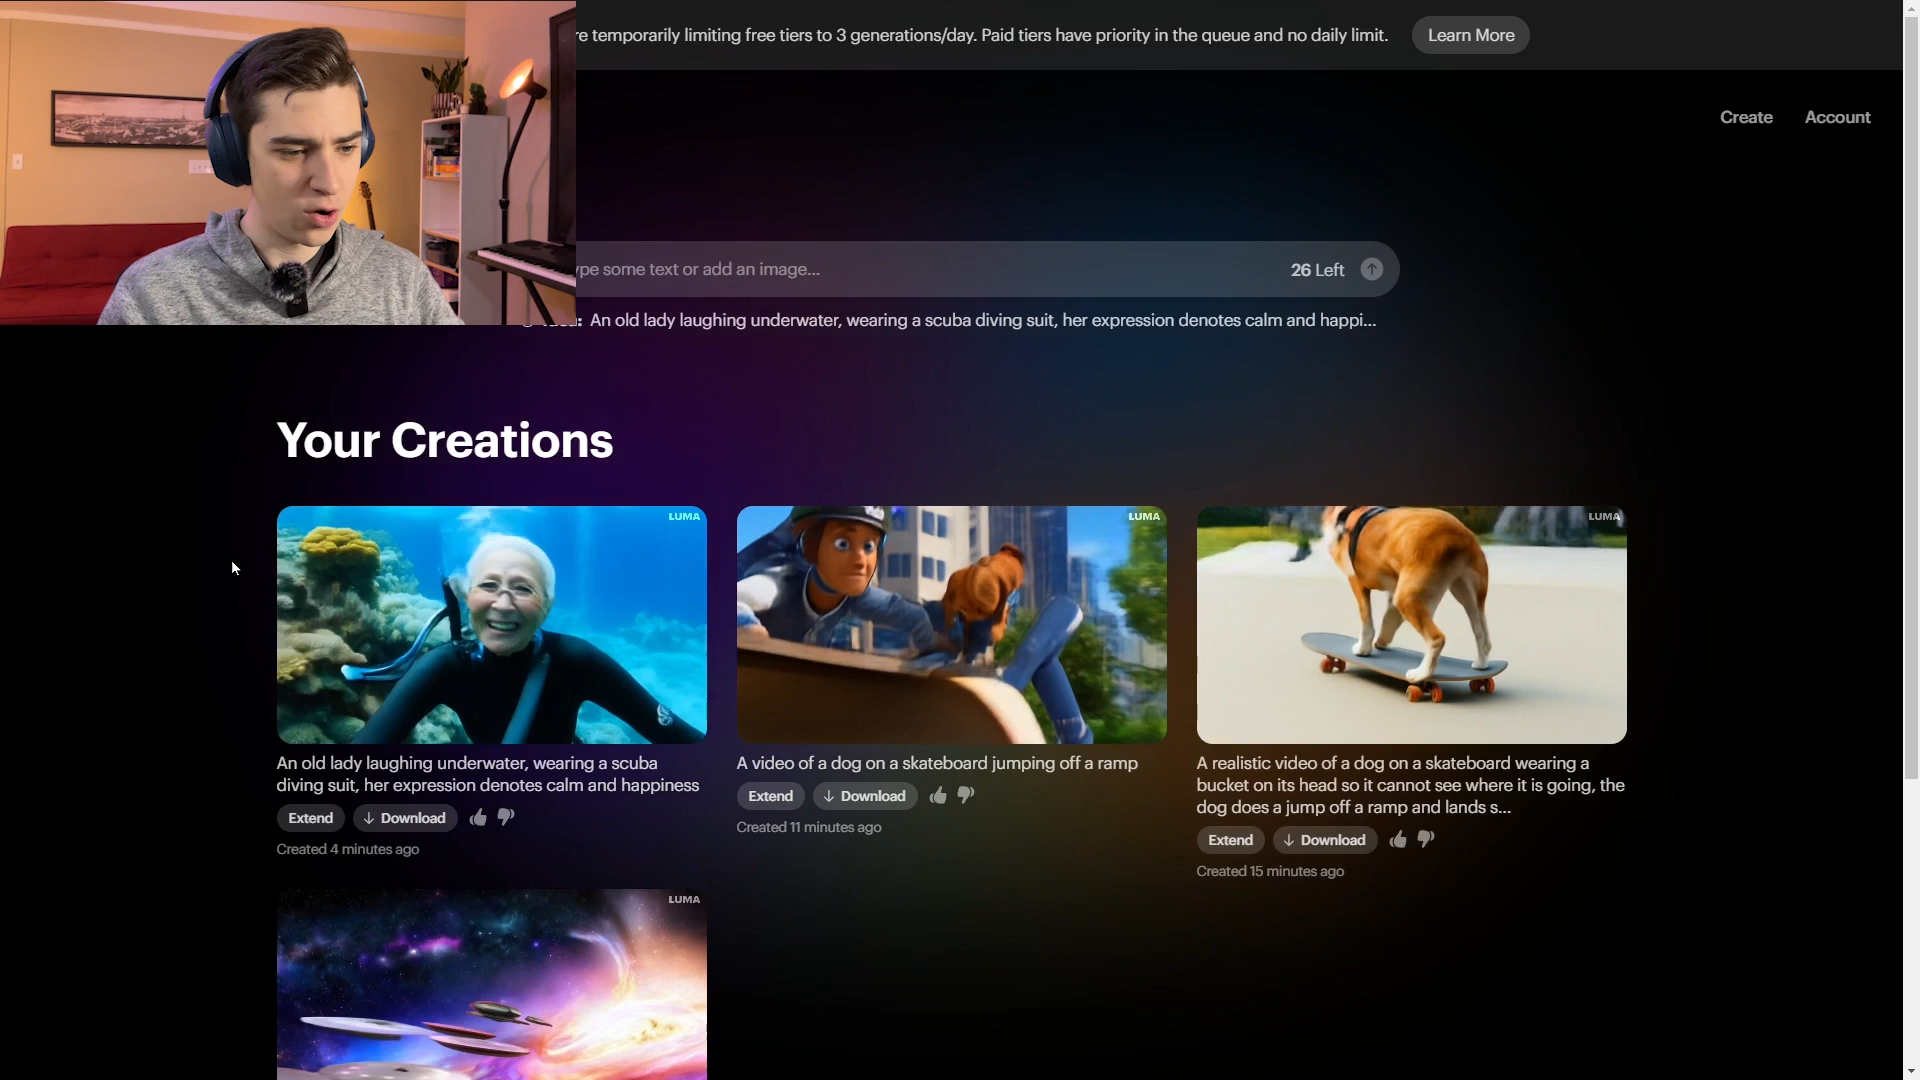 re temporarily limiting free tiers to 3 generations/day. Paid tiers have priority in the queue and no daily limit.
Learn More
Create
Account
ype some text or add an image...
26 Left
An old lady laughing underwater, wearing a scuba diving suit, her expression denotes calm and happi...
Your Creations
LUMA
LUMA
LUMA
An old lady laughing underwater, wearing a scuba
diving suit, her expression denotes calm and happiness
Extend
Download
Created 4 minutes ago
A video of a dog on a skateboard jumping off a ramp
Extend
Download
Created 11 minutes ago
A realistic video of a dog on a skateboard wearing a
bucket on its head so it cannot see where it is going, the
dog does a jump off a ramp and lands s...
Extend
Download
Created 15 minutes ago
LUMA